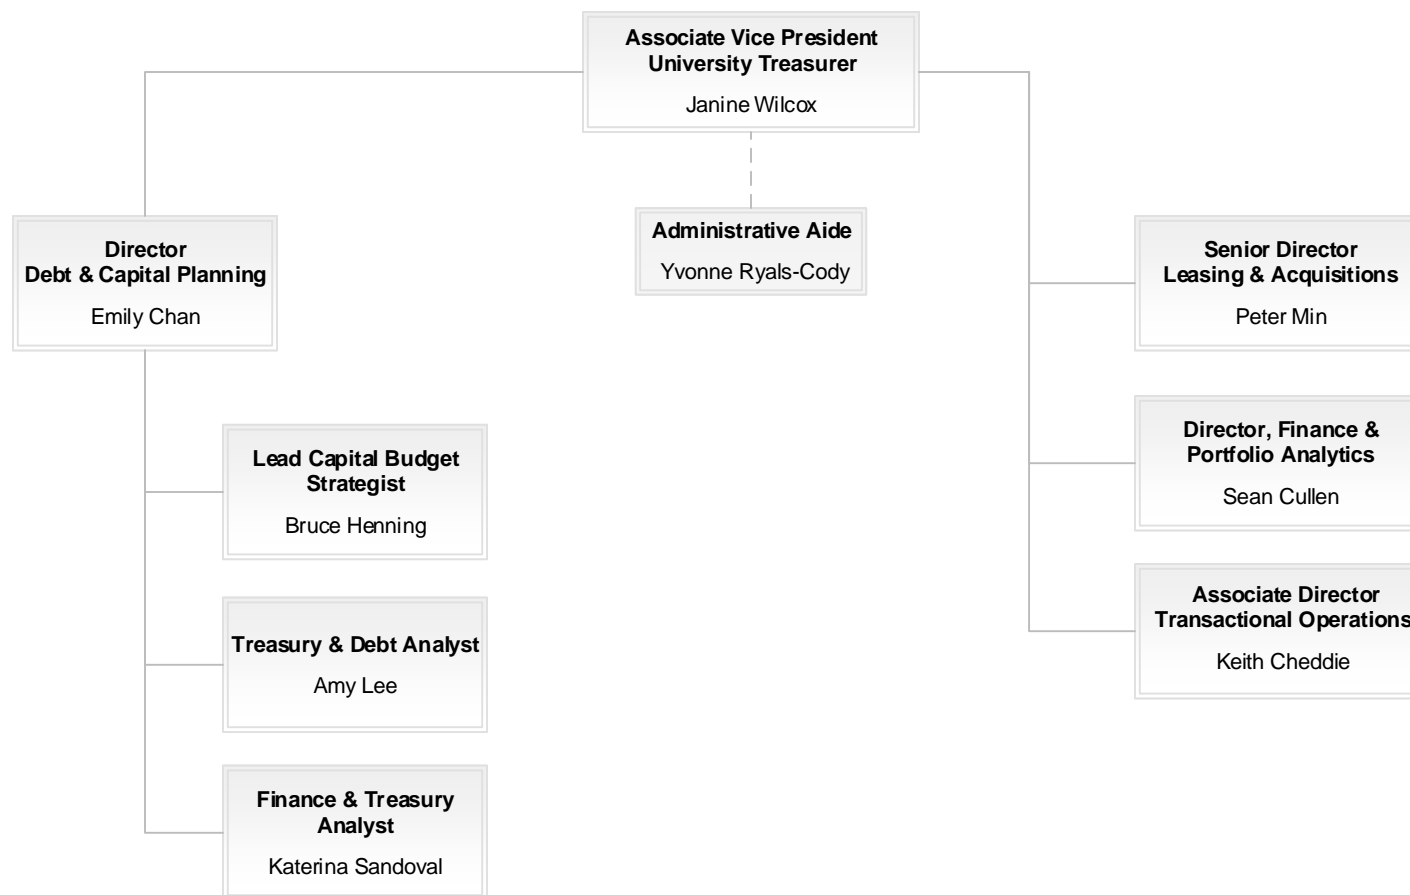 Associate Vice President
University Treasurer
Janine Wilcox
Administrative Aide
Yvonne Ryals-Cody
Director
Debt & Capital Planning
Emily Chan
Lead Capital Budget
Strategist
Bruce Henning
Treasury & Debt Analyst
Amy Lee
Finance & Treasury
Analyst
Katerina Sandoval
Senior Director
Leasing & Acquisitions
Peter Min
Director, Finance &
Portfolio Analytics
Sean Cullen
Associate Director
Transactional Operations
Keith Cheddie